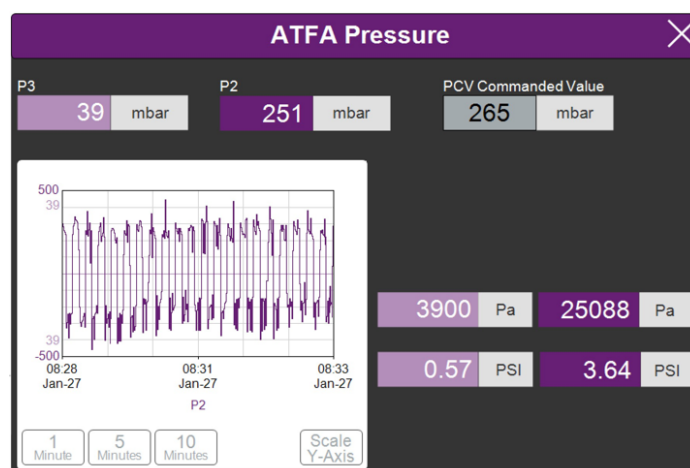 ATFA Pressure
P3
P2
PCV Commanded Value
39 mbar
251 mbar
265 mbar
500
39
39
-500
08:28
Jan-27
08:31
Jan-27
08:33
Jan-27
P2
3900 Pa
25088 Pa
0.57 PSI
3.64 PSI
1
Minute
5
Minutes
10
Minutes
Scale
Y-Axis